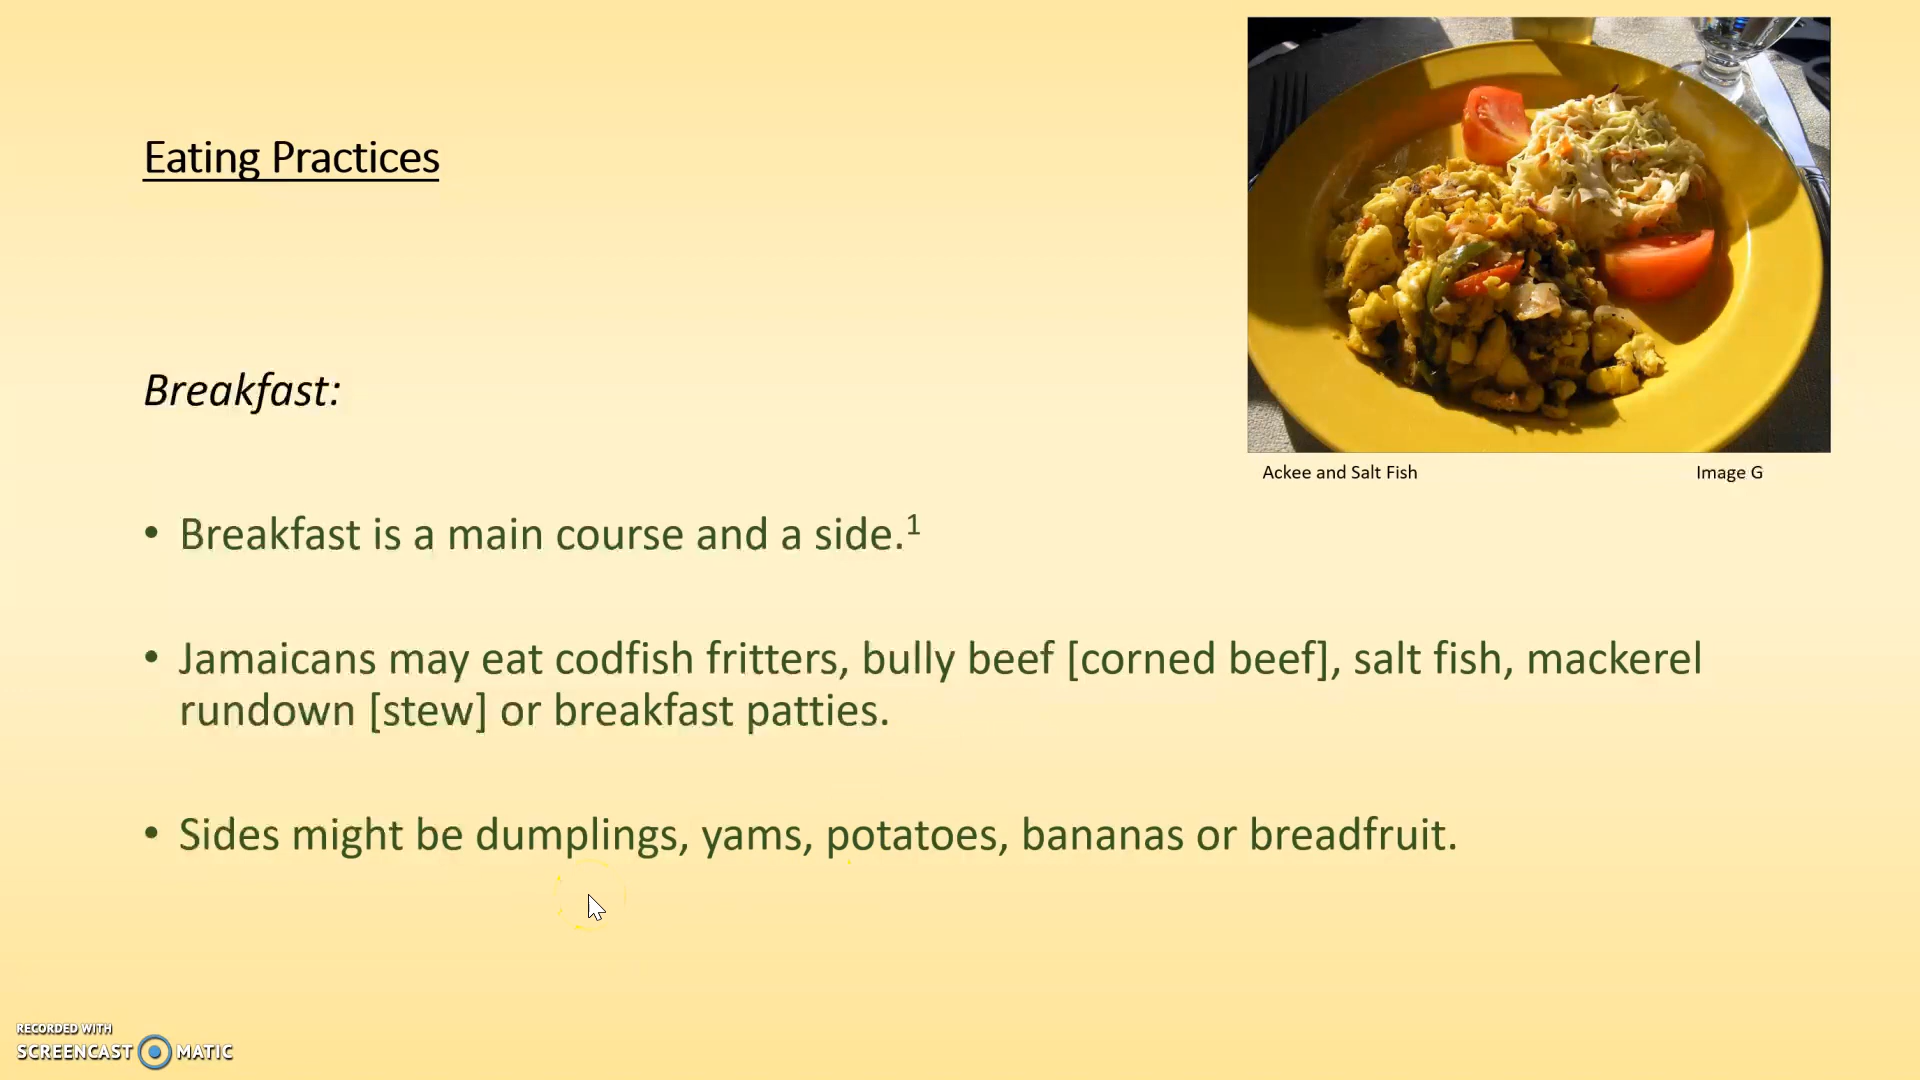 Eating Practices
Breakfast:
Ackee and Salt Fish
Image G
• Breakfast is a main course and a side.¹
• Jamaicans may eat codfish fritters, bully beef [corned beef], salt fish, mackerel
rundown [stew] or breakfast patties.
• Sides might be dumplings, yams, potatoes, bananas or breadfruit.
RECORDED WITH
SCREENCAST MATIC